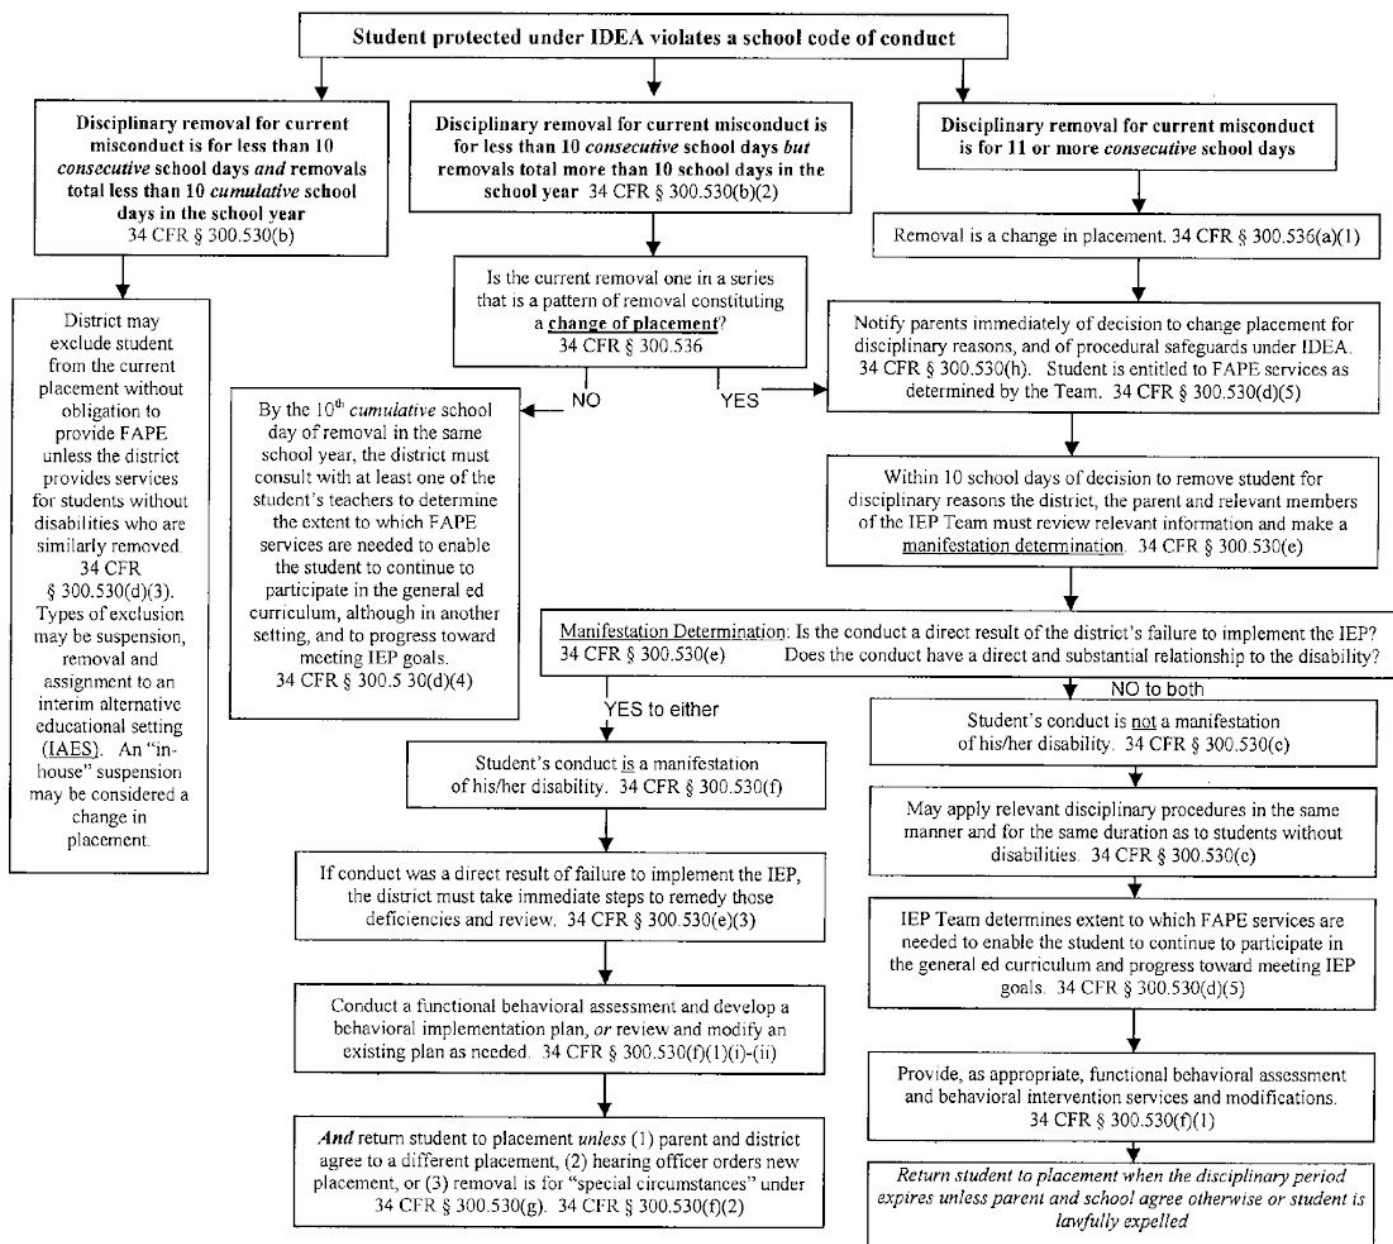 Student protected under IDEA violates a school code of conduct
Disciplinary removal for current
misconduct is for less than 10
consecutive school days and removals
total less than 10 cumulative school
days in the school year
34 CFR § 300.530(b)
Disciplinary removal for current misconduct is
for less than 10 consecutive school days but
removals total more than 10 school days in the
school year 34 CFR § 300.530(b)(2)
Disciplinary removal for current misconduct
is for 11 or more consecutive school days
Removal is a change in placement. 34 CFR § 300.536(a)(1)
Is the current removal one in a series
that is a pattern of removal constituting
a change of placement?
34 CFR § 300.536
NO
YES
District may
exclude student
from the current
placement without
obligation to
provide FAPE
unless the district
provides services
for students without
disabilities who are
similarly removed.
34 CFR
§ 300.530(d)(3).
Types of exclusion
may be suspension,
removal and
assignment to an
interim alternative
educational setting
(IAES). An “in-
house” suspension
may be considered a
change in
placement.
By the 10th cumulative school
day of removal in the same
school year, the district must
consult with at least one of the
student’s teachers to determine
the extent to which FAPE
services are needed to enable
the student to continue to
participate in the general ed
curriculum, although in another
setting, and to progress toward
meeting IEP goals.
34 CFR § 300.5 30(d)(4)
Notify parents immediately of decision to change placement for
disciplinary reasons, and of procedural safeguards under IDEA.
34 CFR § 300.530(h). Student is entitled to FAPE services as
determined by the Team. 34 CFR § 300.530(d)(5)
Within 10 school days of decision to remove student for
disciplinary reasons the district, the parent and relevant members
of the IEP Team must review relevant information and make a
manifestation determination. 34 CFR § 300.530(e)
Manifestation Determination: Is the conduct a direct result of the district’s failure to implement the IEP?
34 CFR § 300.530(e) Does the conduct have a direct and substantial relationship to the disability?
YES to either
NO to both
Student’s conduct is a manifestation
of his/her disability. 34 CFR § 300.530(f)
If conduct was a direct result of failure to implement the IEP,
the district must take immediate steps to remedy those
deficiencies and review. 34 CFR § 300.530(e)(3)
Conduct a functional behavioral assessment and develop a
behavioral implementation plan, or review and modify an
existing plan as needed. 34 CFR § 300.530(f)(1)(i)-(ii)
And return student to placement unless (1) parent and district
agree to a different placement, (2) hearing officer orders new
placement, or (3) removal is for “special circumstances” under
34 CFR § 300.530(g). 34 CFR § 300.530(f)(2)
Student’s conduct is not a manifestation
of his/her disability. 34 CFR § 300.530(c)
May apply relevant disciplinary procedures in the same
manner and for the same duration as to students without
disabilities. 34 CFR § 300.530(c)
IEP Team determines extent to which FAPE services are
needed to enable the student to continue to participate in
the general ed curriculum and progress toward meeting IEP
goals. 34 CFR § 300.530(d)(5)
Provide, as appropriate, functional behavioral assessment
and behavioral intervention services and modifications.
34 CFR § 300.530(f)(1)
Return student to placement when the disciplinary period
expires unless parent and school agree otherwise or student is
lawfully expelled